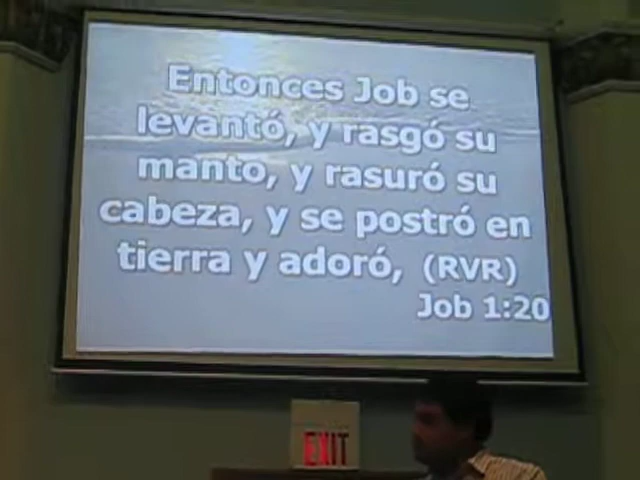 Entonces Job se
levantó, y rasgó su
manto, y rasuró su
cabeza, y se postró en
tierra y adoró, (RVR)
Job 1:20
EXIT